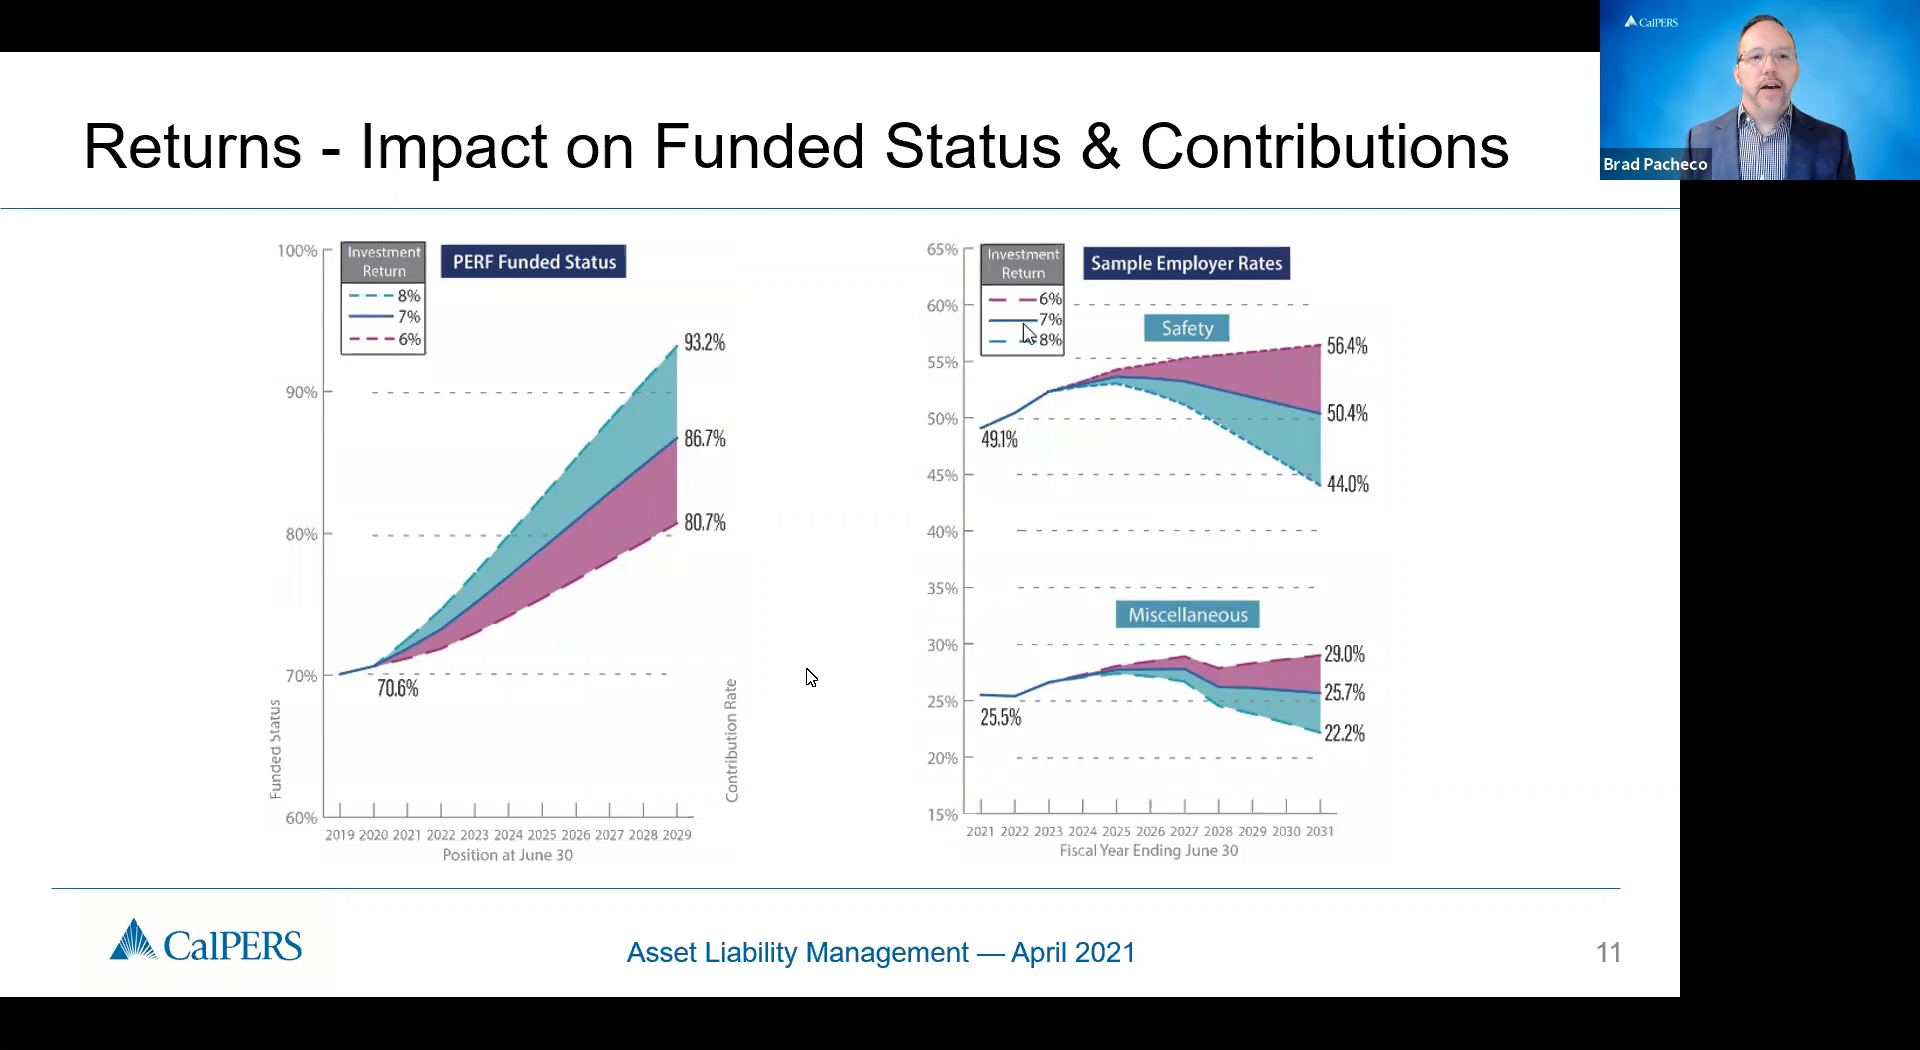 CalPERS
Brad Pacheco
Returns - Impact on Funded Status & Contributions
100%
90%
80%
70%
60%
Investment
Return
8%
7%
6%
PERF Funded Status
93.2%
86.7%
80.7%
70.6%
Funded Status
2019 2020 2021 2022 2023 2024 2025 2026 2027 2028 2029
Position at June 30
Contribution Rate
65%
60%
55%
50%
45%
40%
35%
30%
25%
20%
15%
Investment
Return
6%
7%
8%
Sample Employer Rates
Safety
56.4%
50.4%
44.0%
49.1%
Miscellaneous
29.0%
25.7%
22.2%
25.5%
2021 2022 2023 2024 2025 2026 2027 2028 2029 2030 2031
Fiscal Year Ending June 30
CalPERS
Asset Liability Management — April 2021
11